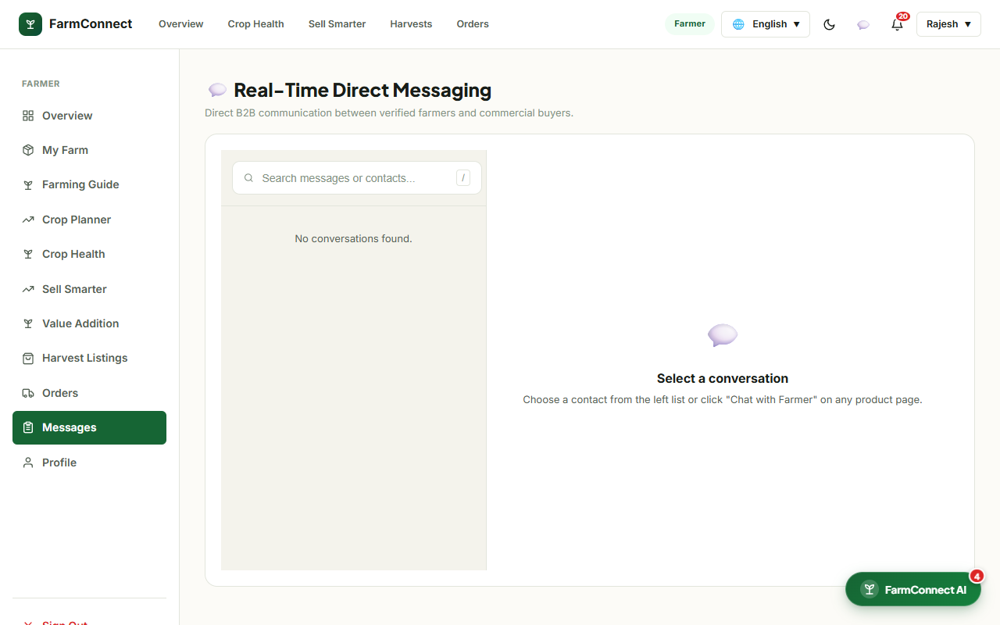 FarmConnect
Overview
Crop Health
Sell Smarter
Harvests
Orders
Farmer
English ▼
20
Rajesh ▼
FARMER
Overview
My Farm
Farming Guide
Crop Planner
Crop Health
Sell Smarter
Value Addition
Harvest Listings
Orders
Messages
Profile
Sign Out
Real-Time Direct Messaging
Direct B2B communication between verified farmers and commercial buyers.
Search messages or contacts...
/
No conversations found.
Select a conversation
Choose a contact from the left list or click "Chat with Farmer" on any product page.
FarmConnect AI
4